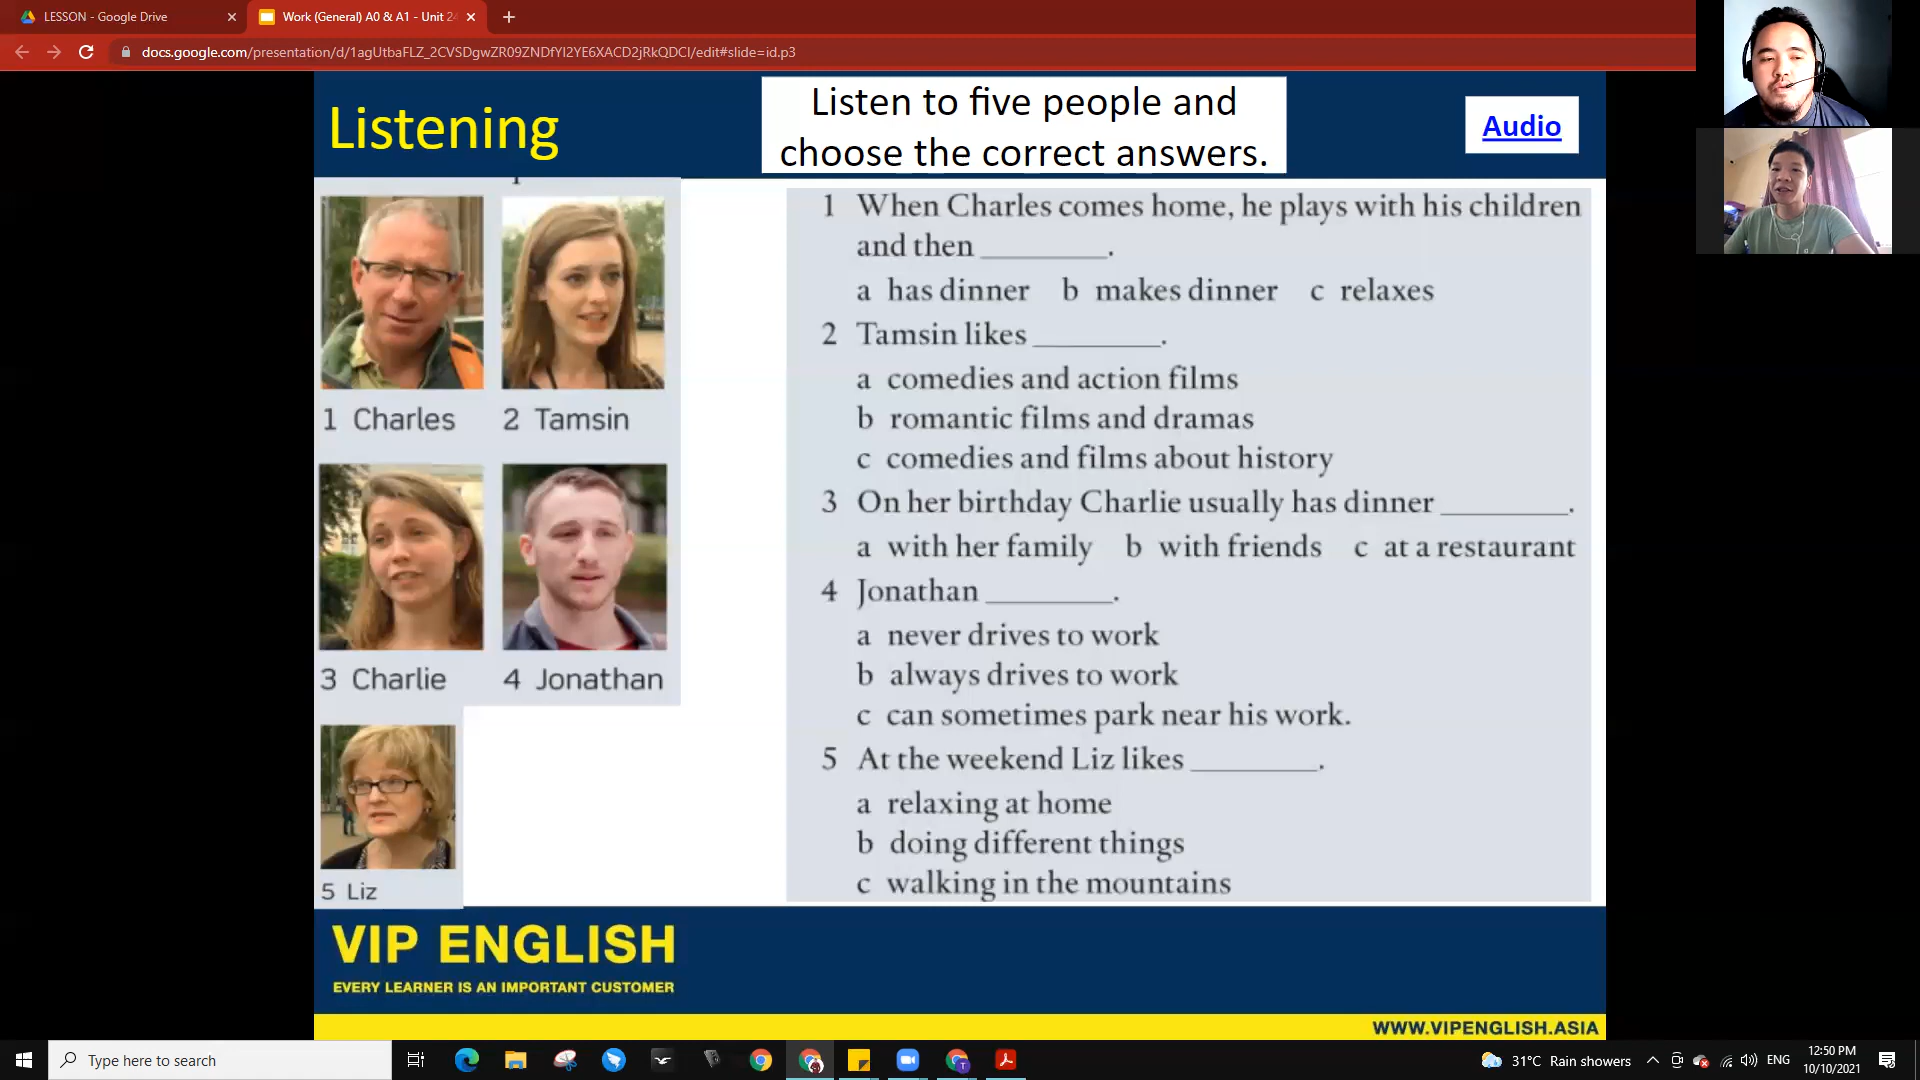 LESSON - Google Drive
Work (General) A0 & A1 - Unit 24
docs.google.com/presentation/d/1agUtbaFLZ_2CVSDgwZR09ZNDfYI2YE6XACD2jRkQDCI/edit#slide=id.p3
Listening
Listen to five people and
choose the correct answers.
Audio
1 Charles
2 Tamsin
3 Charlie
4 Jonathan
5 Liz
1 When Charles comes home, he plays with his children
and then ________.
a has dinner b makes dinner c relaxes
2 Tamsin likes ________.
a comedies and action films
b romantic films and dramas
c comedies and films about history
3 On her birthday Charlie usually has dinner ________.
a with her family b with friends c at a restaurant
4 Jonathan ________.
a never drives to work
b always drives to work
c can sometimes park near his work.
5 At the weekend Liz likes ________.
a relaxing at home
b doing different things
c walking in the mountains
VIP ENGLISH
EVERY LEARNER IS AN IMPORTANT CUSTOMER
WWW.VIPENGLISH.ASIA
Type here to search
31°C Rain showers
ENG
12:50 PM
10/10/2021